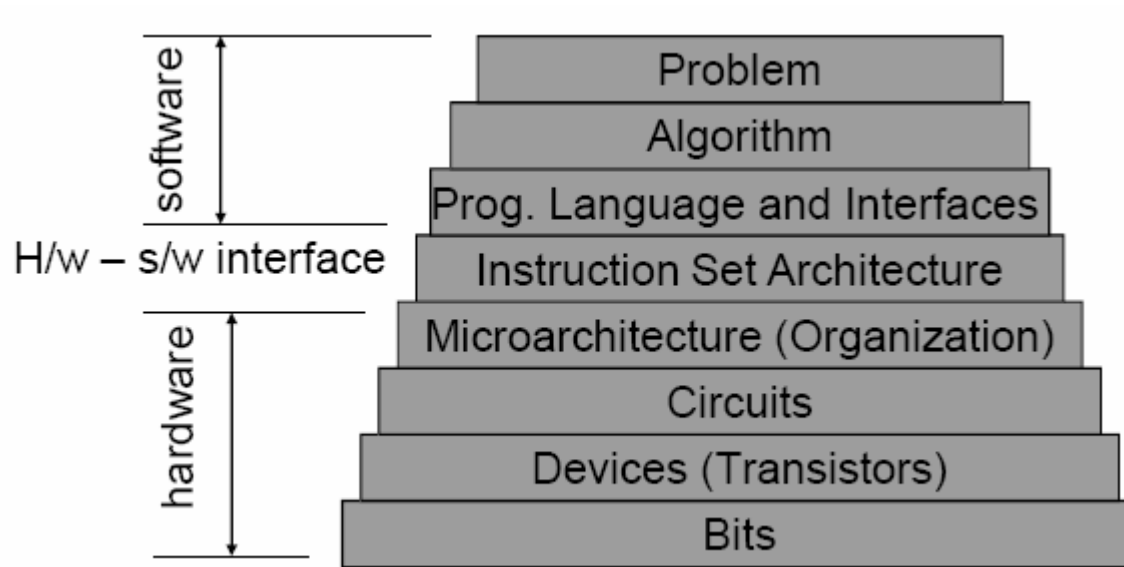 software
H/w – s/w interface
hardware
Problem
Algorithm
Prog. Language and Interfaces
Instruction Set Architecture
Microarchitecture (Organization)
Circuits
Devices (Transistors)
Bits